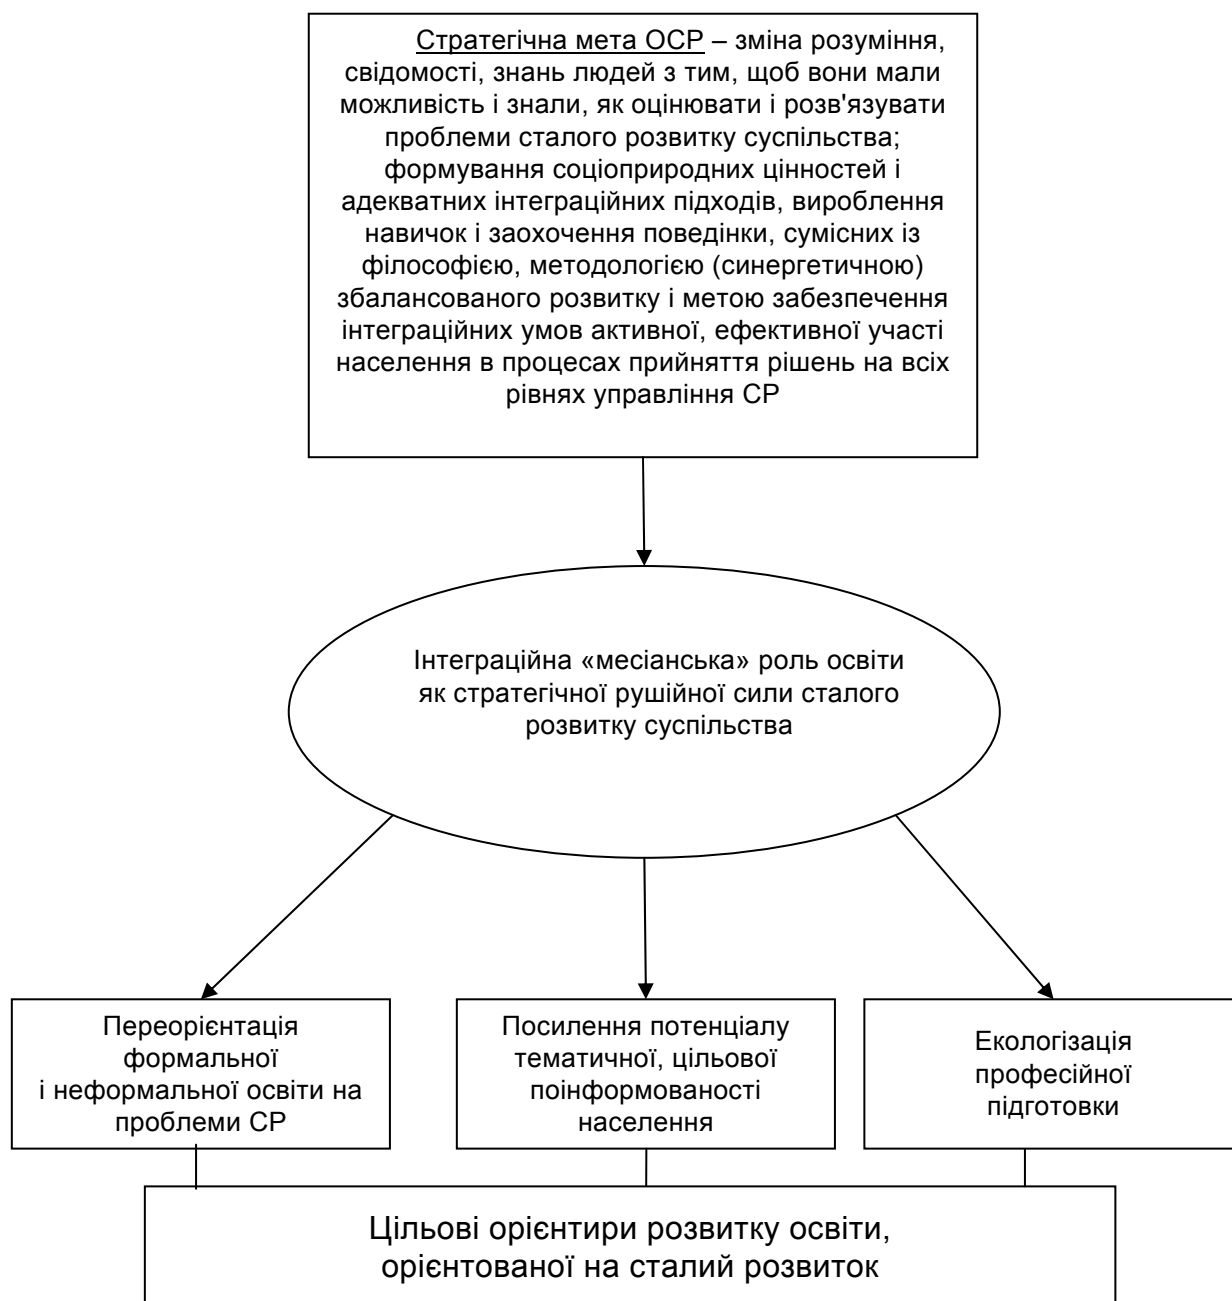 Стратегічна мета ОСР – зміна розуміння,
свідомості, знань людей з тим, щоб вони мали
можливість і знали, як оцінювати і розв'язувати
проблеми сталого розвитку суспільства;
формування соціоприродних цінностей і
адекватних інтеграційних підходів, вироблення
навичок і заохочення поведінки, сумісних із
філософією, методологією (синергетичною)
збалансованого розвитку і метою забезпечення
інтеграційних умов активної, ефективної участі
населення в процесах прийняття рішень на всіх
рівнях управління СР
Інтеграційна «месіанська» роль освіти
як стратегічної рушійної сили сталого
розвитку суспільства
Переорієнтація
формальної
і неформальної освіти на
проблеми СР
Посилення потенціалу
тематичної, цільової
поінформованості
населення
Екологізація
професійної
підготовки
Цільові орієнтири розвитку освіти,
орієнтованої на сталий розвиток